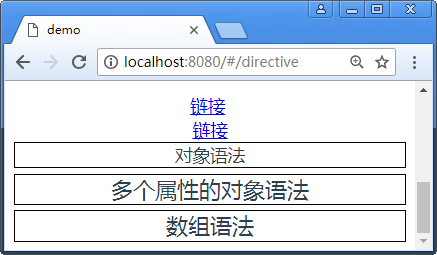 demo
localhost:8080/#/directive
链接
链接
对象语法
多个属性的对象语法
数组语法